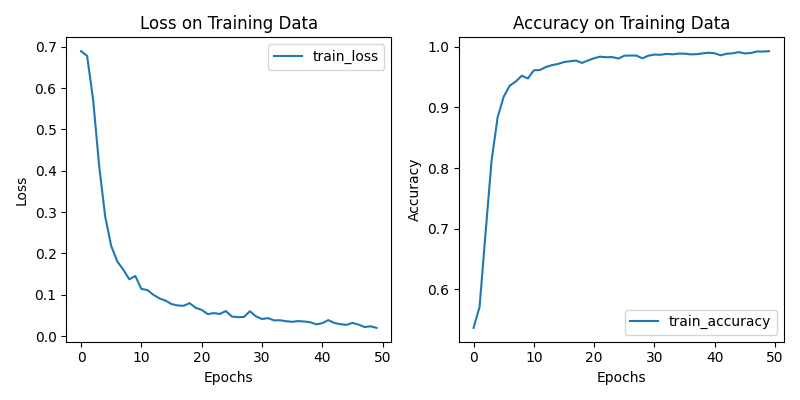 Loss on Training Data
0.7
0.6
0.5
0.4
0.3
0.2
0.1
0.0
Loss
train_loss
0 10 20 30 40 50
Epochs
Accuracy on Training Data
1.0
0.9
0.8
0.7
0.6
Accuracy
train_accuracy
0 10 20 30 40 50
Epochs